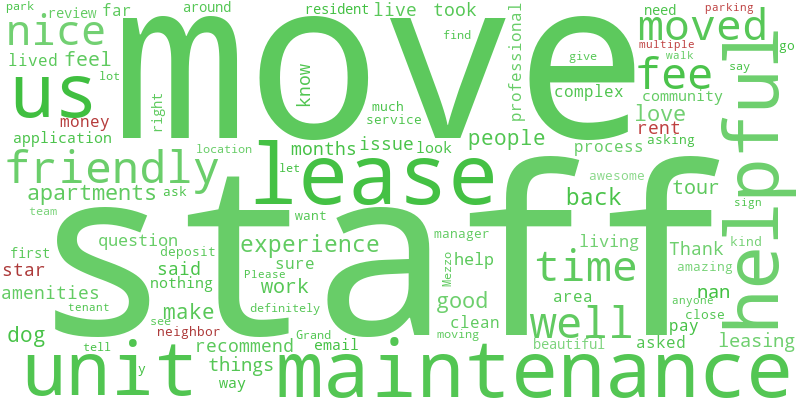 park
review
far
around
resident
live
took
need
parking
nice
move
moved
multiple
go
find
lived
feel
us
lot
know
right
professional
give
walk
say
fee
complex
community
helpful
money
much
service
love
rent
application
location
months
issue
look
people
process
asking
friendly
let
lease
apartments
ask
awesome
back
tour
sign
team
staff
want
question
deposit
experience
manager
living
Thank
kind
first
star
said
nothing
sure
Please
Mezzo
help
time
amazing
amenities
work
good
area
nan
anyone
tenant
make
definitely
clean
well
pay
close
dog
see
neighbor
Grand
moving
tell
recommend
email
beautiful
asked
leasing
unit
y
things
way
maintenance